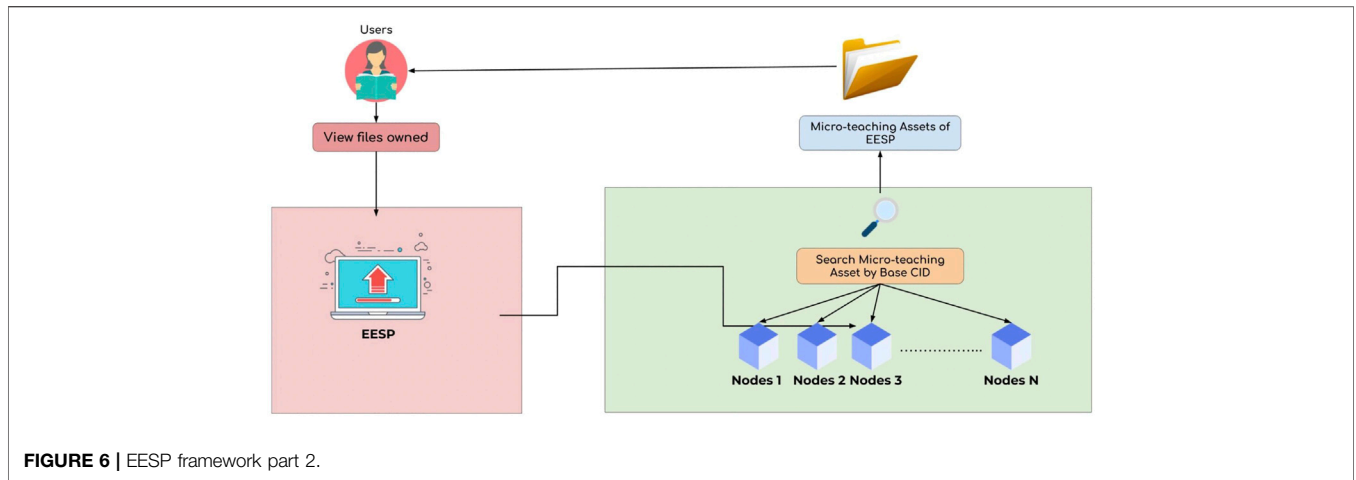 Users
View files owned
Micro-teaching Assets of
EESP
Search Micro-teaching
Asset by Base CID
EESP
Nodes 1
Nodes 2
Nodes 3
Nodes N
FIGURE 6 | EESP framework part 2.